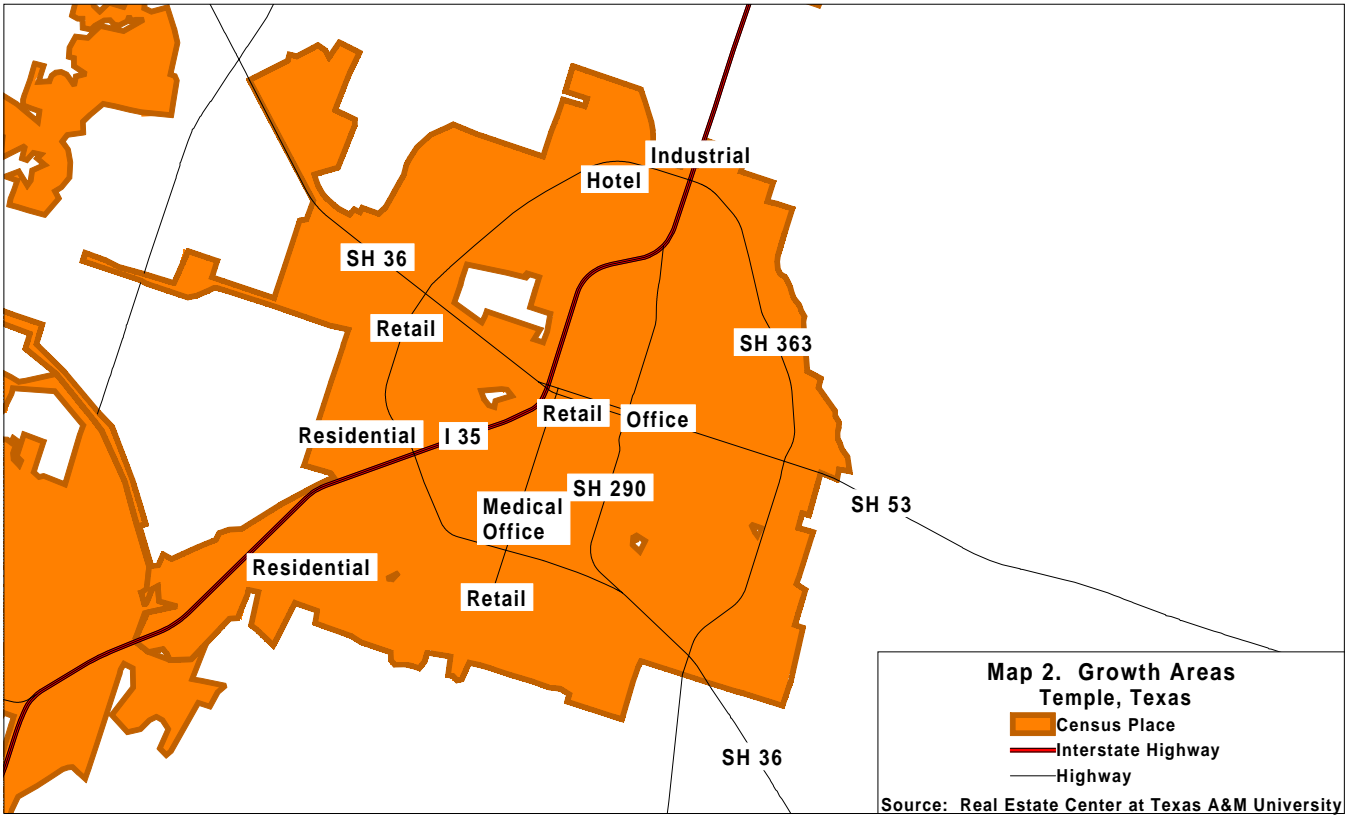 Industrial
Hotel
SH 36
Retail
SH 363
Retail
Office
Residential
I 35
SH 290
Medical
Office
SH 53
Residential
Retail
SH 36
Map 2. Growth Areas
Temple, Texas
Census Place
Interstate Highway
Highway
Source: Real Estate Center at Texas A&M University